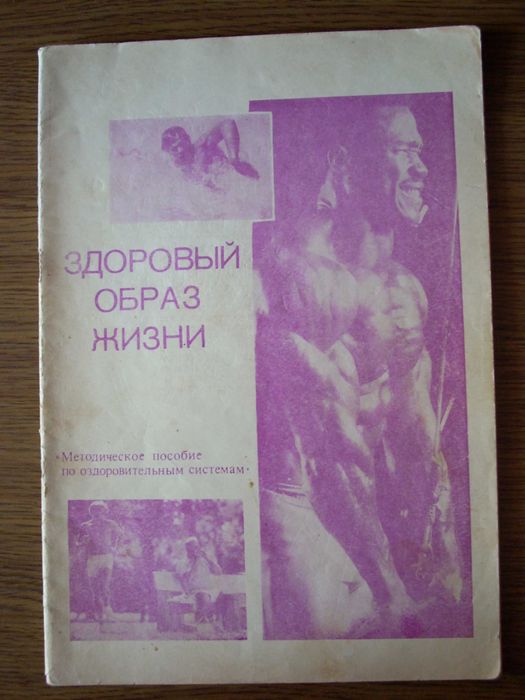 ЗДОРОВЫЙ
ОБРАЗ
ЖИЗНИ
•Методическое пособие
по оздоровительным системам•